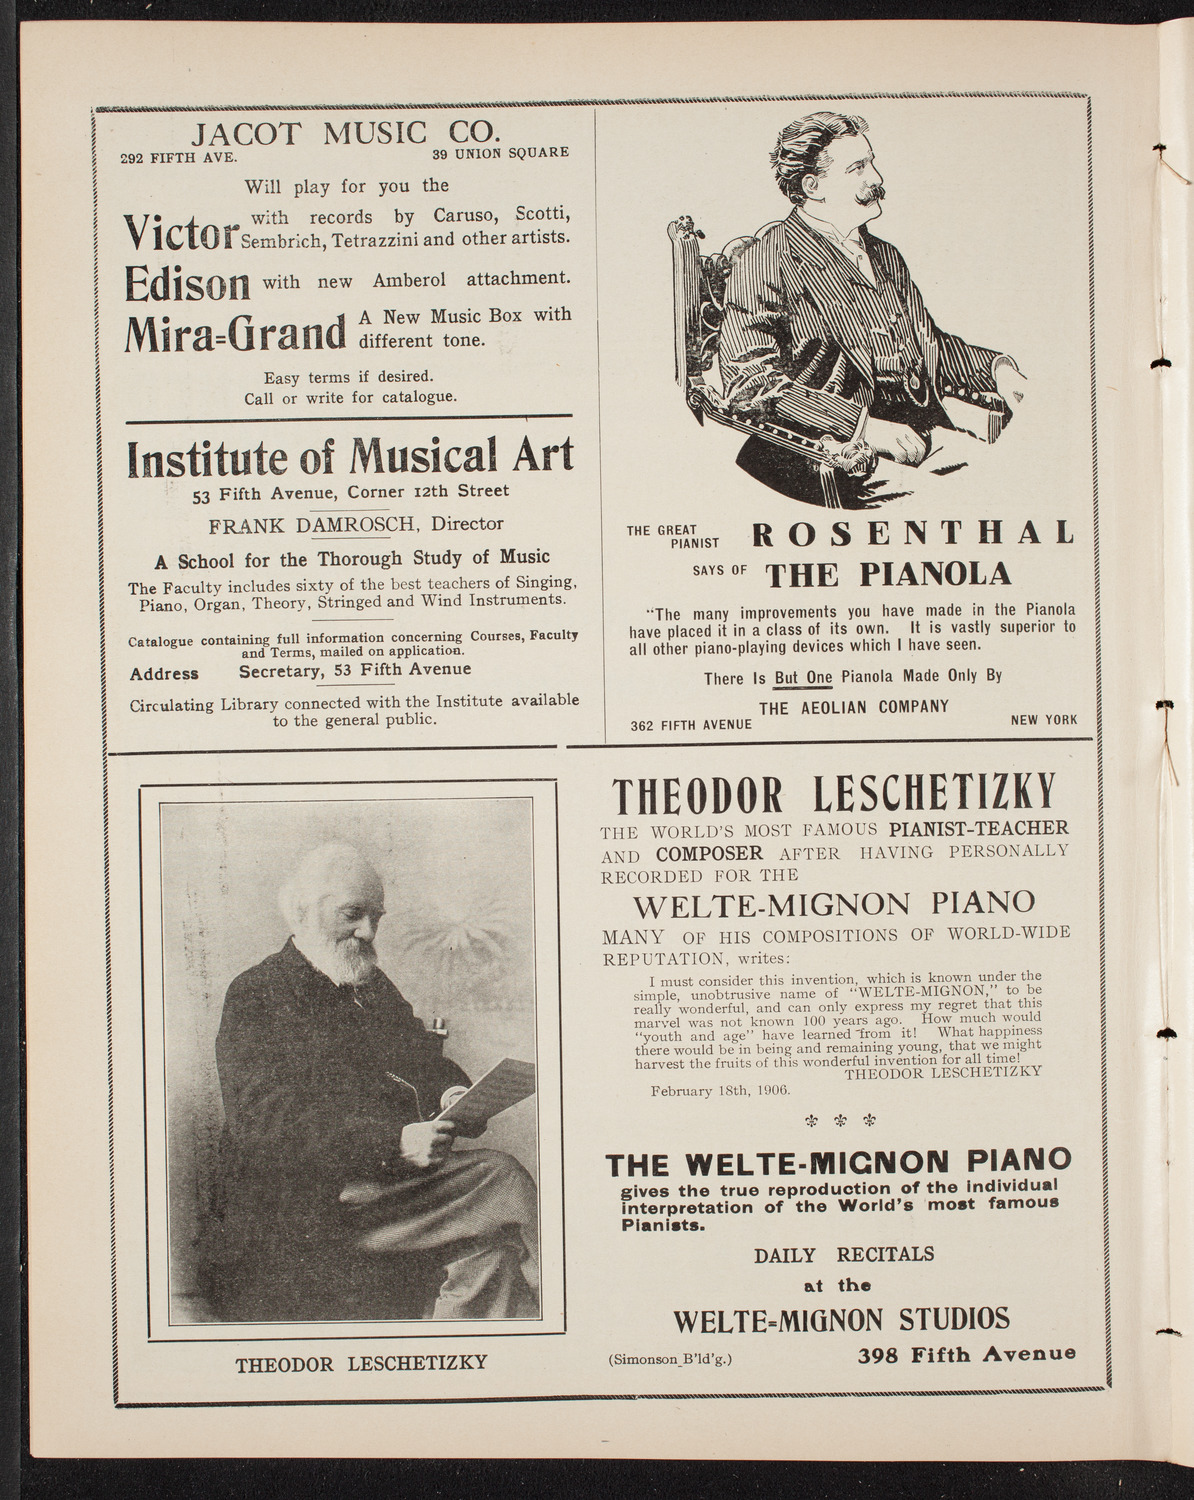 JACOT MUSIC CO.
292 FIFTH AVE. 39 UNION SQUARE
Will play for you the
Victor with records by Caruso, Scotti,
Sembrich, Tetrazzini and other artists.
Edison with new Amberol attachment.
Mira=Grand A New Music Box with
different tone.
Easy terms if desired.
Call or write for catalogue.
Institute of Musical Art
53 Fifth Avenue, Corner 12th Street
FRANK DAMROSCH, Director
A School for the Thorough Study of Music
The Faculty includes sixty of the best teachers of Singing,
Piano, Organ, Theory, Stringed and Wind Instruments.
Catalogue containing full information concerning Courses, Faculty
and Terms, mailed on application.
Address Secretary, 53 Fifth Avenue
Circulating Library connected with the Institute available
to the general public.
THE GREAT
PIANIST ROSENTHAL
SAYS OF THE PIANOLA
"The many improvements you have made in the Pianola
have placed it in a class of its own. It is vastly superior to
all other piano-playing devices which I have seen.
There Is But One Pianola Made Only By
THE AEOLIAN COMPANY
362 FIFTH AVENUE NEW YORK
THEODOR LESCHETIZKY
THEODOR LESCHETIZKY
THE WORLD'S MOST FAMOUS PIANIST-TEACHER
AND COMPOSER AFTER HAVING PERSONALLY
RECORDED FOR THE
WELTE-MIGNON PIANO
MANY OF HIS COMPOSITIONS OF WORLD-WIDE
REPUTATION, writes:
I must consider this invention, which is known under the
simple, unobtrusive name of "WELTE-MIGNON," to be
really wonderful, and can only express my regret that this
marvel was not known 100 years ago. How much would
"youth and age" have learned from it! What happiness
there would be in being and remaining young, that we might
harvest the fruits of this wonderful invention for all time!
THEODOR LESCHETIZKY
February 18th, 1906.
THE WELTE-MIGNON PIANO
gives the true reproduction of the individual
interpretation of the World's most famous
Pianists.
DAILY RECITALS
at the
WELTE=MIGNON STUDIOS
(Simonson B'ld'g.) 398 Fifth Avenue